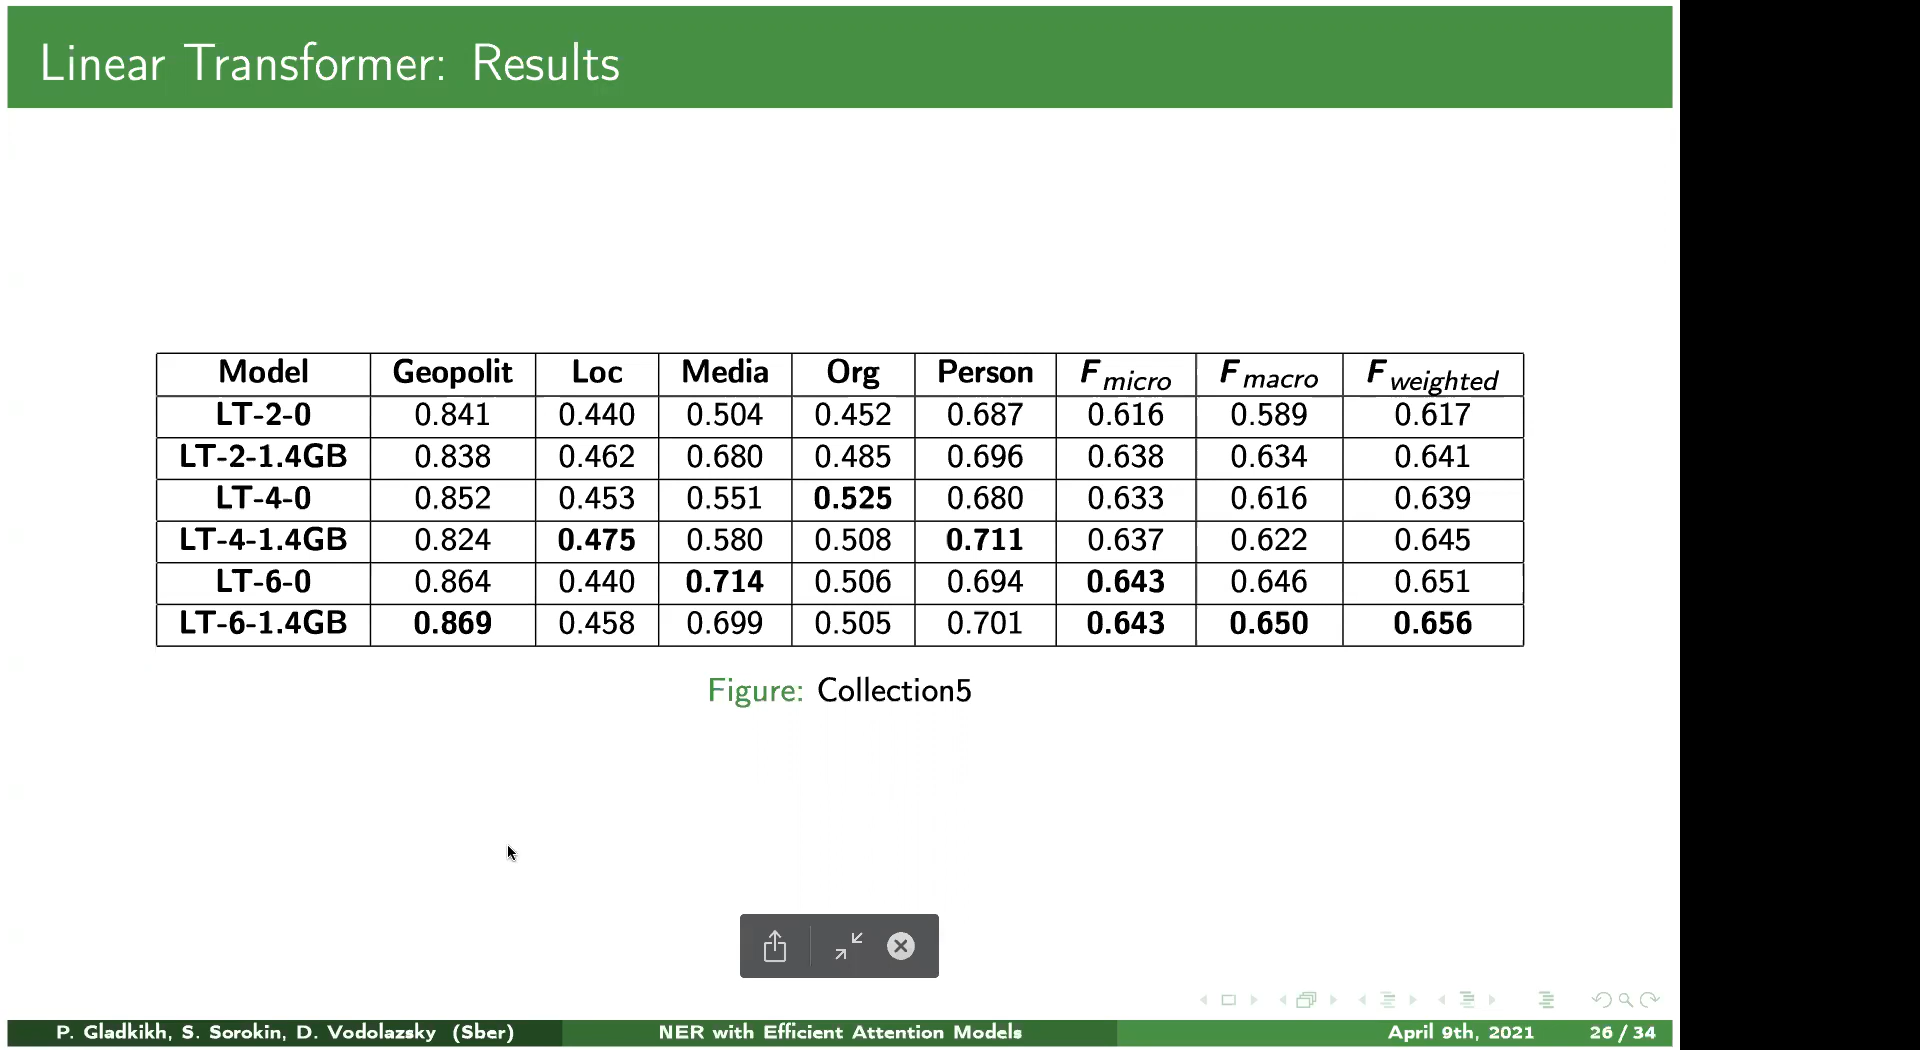 Linear Transformer: Results
Model Geopolit Loc Media Org Person F micro F macro F weighted
LT-2-0 0.841 0.440 0.504 0.452 0.687 0.616 0.589 0.617
LT-2-1.4GB 0.838 0.462 0.680 0.485 0.696 0.638 0.634 0.641
LT-4-0 0.852 0.453 0.551 0.525 0.680 0.633 0.616 0.639
LT-4-1.4GB 0.824 0.475 0.580 0.508 0.711 0.637 0.622 0.645
LT-6-0 0.864 0.440 0.714 0.506 0.694 0.643 0.646 0.651
LT-6-1.4GB 0.869 0.458 0.699 0.505 0.701 0.643 0.650 0.656
Figure: Collection5
P. Gladkikh, S. Sorokin, D. Vodolazsky (Sber) NER with Efficient Attention Models April 9th, 2021 26 / 34